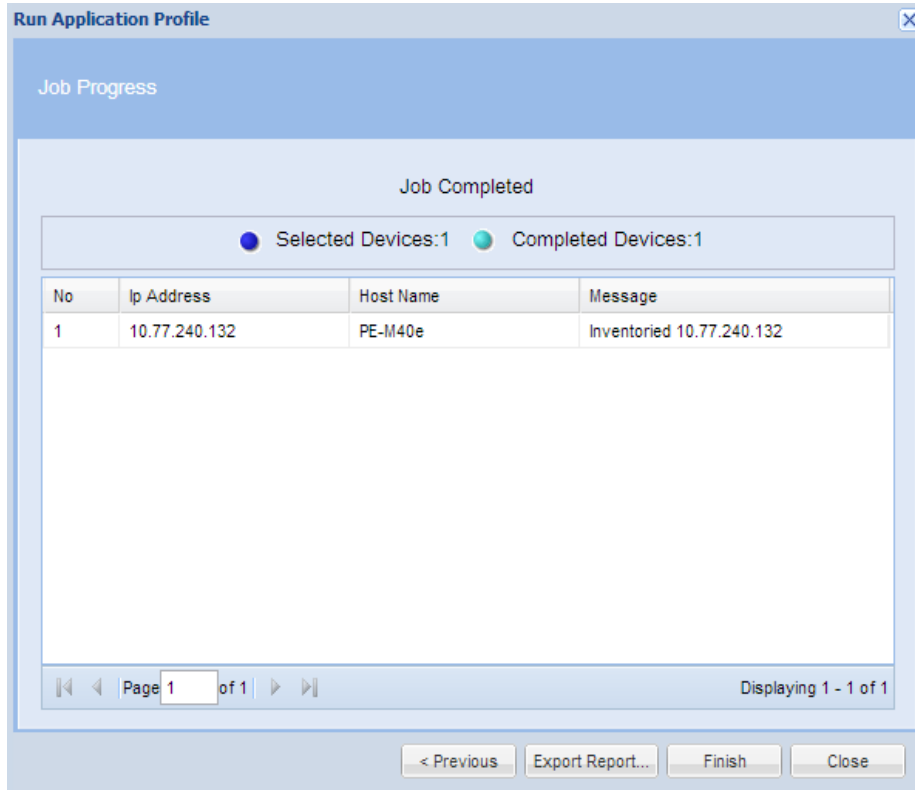 Run Application Profile
Job Progress
Job Completed
Selected Devices:1 Completed Devices:1
No Ip Address Host Name Message
1 10.77.240.132 PE-M40e Inventoried 10.77.240.132
Page 1 of 1 Displaying 1 - 1 of 1
< Previous Export Report... Finish Close